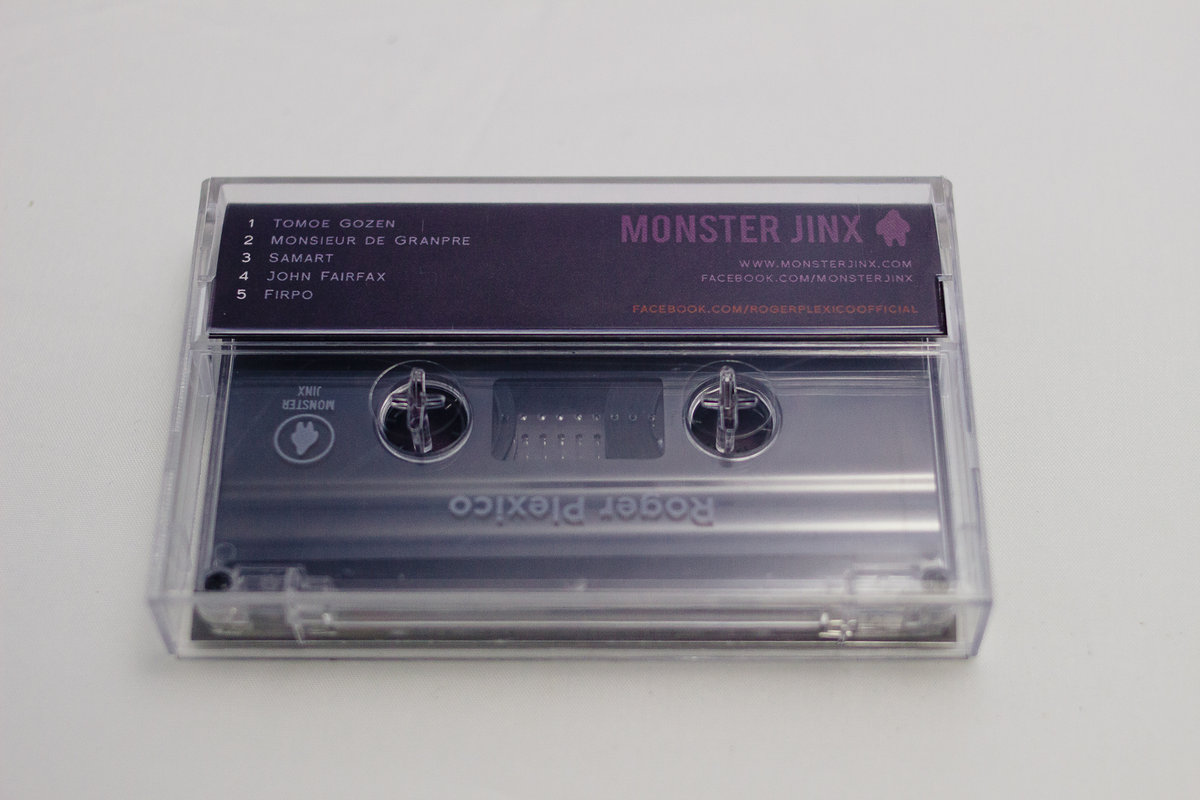 1 Tomoe Gozen
2 Monsieur de Granpre
3 Samart
4 John Fairfax
5 Firpo
MONSTER JINX
WWW.MONSTERJINX.COM
FACEBOOK.COM/MONSTERJINX
FACEBOOK.COM/ROGERPLEXICOOFFICIAL
MONSTER
JINX
Roger Plexico